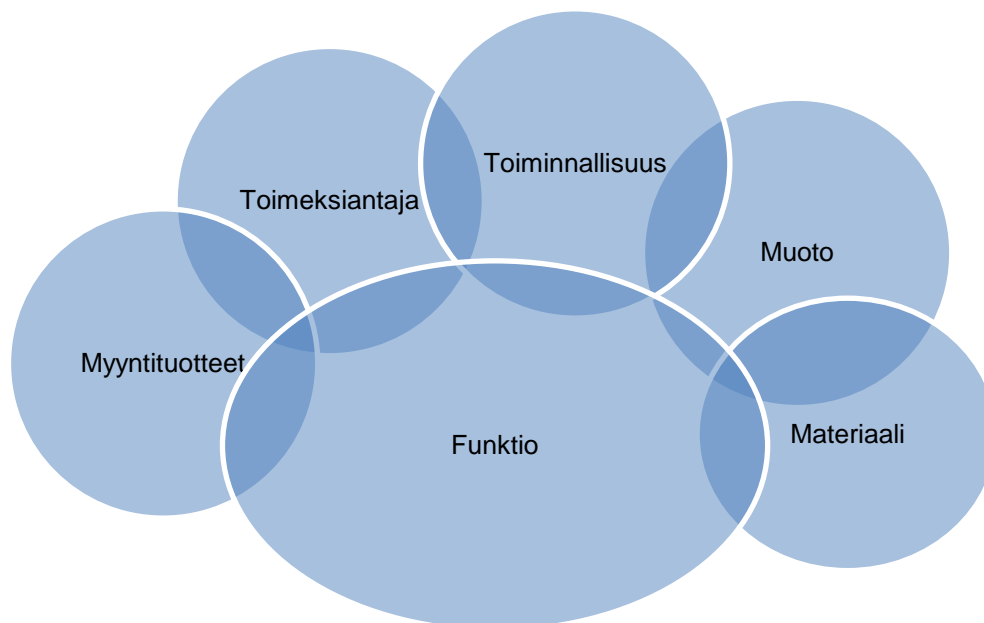 Toiminnallisuus
Toimeksiantaja
Muoto
Myyntituotteet
Materiaali
Funktio